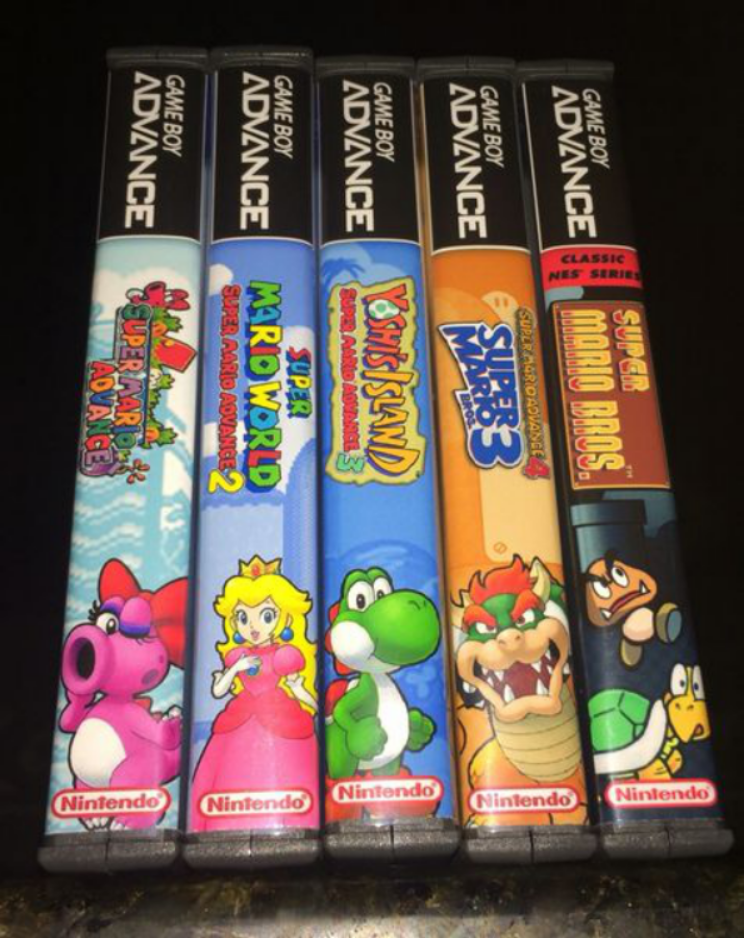 GAME BOY
ADVANCE
SUPER MARIO
ADVANCE
Nintendo®
GAME BOY
ADVANCE
SUPER
MARIO WORLD
SUPER MARIO ADVANCE 2
Nintendo®
GAME BOY
ADVANCE
YOSHI'S ISLAND
SUPER MARIO ADVANCE 3
Nintendo®
GAME BOY
ADVANCE
SUPER MARIO ADVANCE 4
SUPER
MARIO 3
BROS.
Nintendo®
GAME BOY
ADVANCE
CLASSIC
NES SERIES
SUPER
MARIO BROS.
TM
Nintendo®